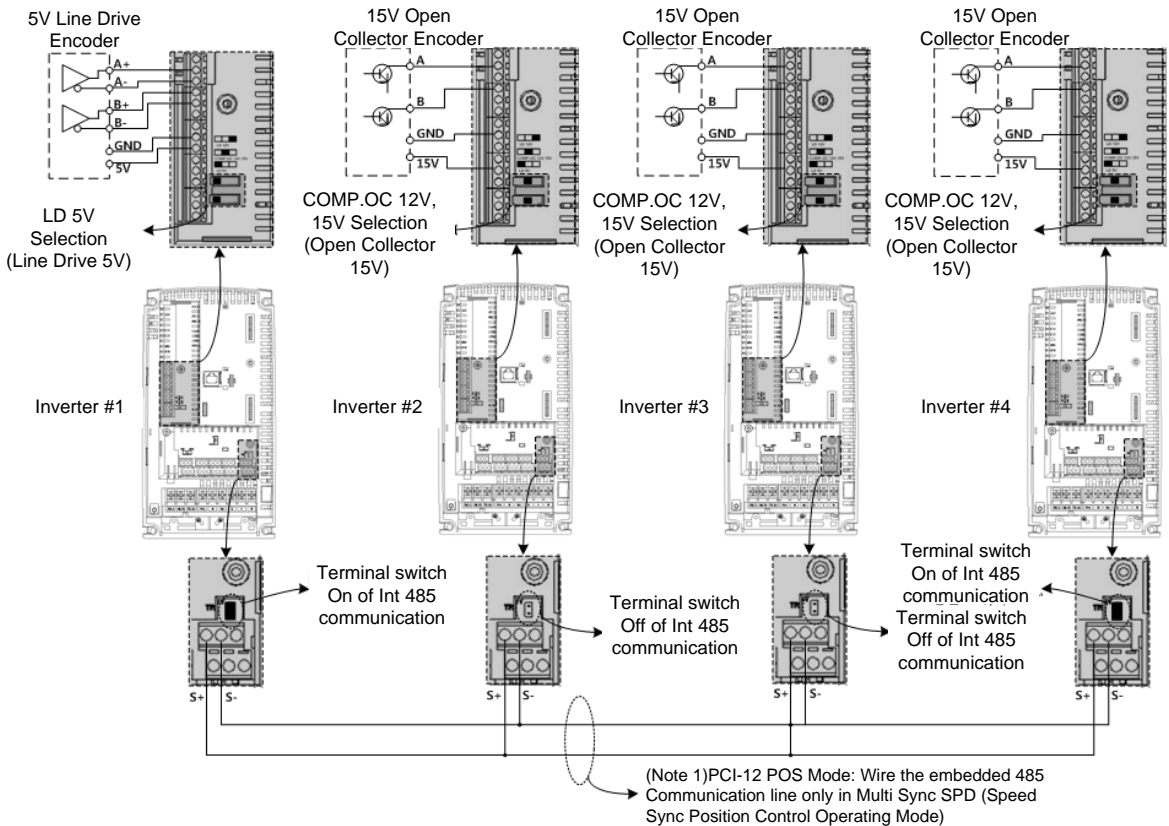 5V Line Drive
Encoder
A+
A-
B+
B-
GND
5V
LD 5V
Selection
(Line Drive 5V)
15V Open
Collector Encoder
A
B
GND
15V
COMP.OC 12V,
15V Selection
(Open Collector
15V)
15V Open
Collector Encoder
A
B
GND
15V
COMP.OC 12V,
15V Selection
(Open Collector
15V)
15V Open
Collector Encoder
A
B
GND
15V
COMP.OC 12V,
15V Selection
(Open Collector
15V)
Inverter #1
Inverter #2
Inverter #3
Inverter #4
Terminal switch
On of Int 485
communication
Terminal switch
Off of Int 485
communication
Terminal switch
On of Int 485
communication
Terminal switch
Off of Int 485
communication
S+ S-
S+ S-
S+ S-
S+ S-
(Note 1)PCI-12 POS Mode: Wire the embedded 485
Communication line only in Multi Sync SPD (Speed
Sync Position Control Operating Mode)